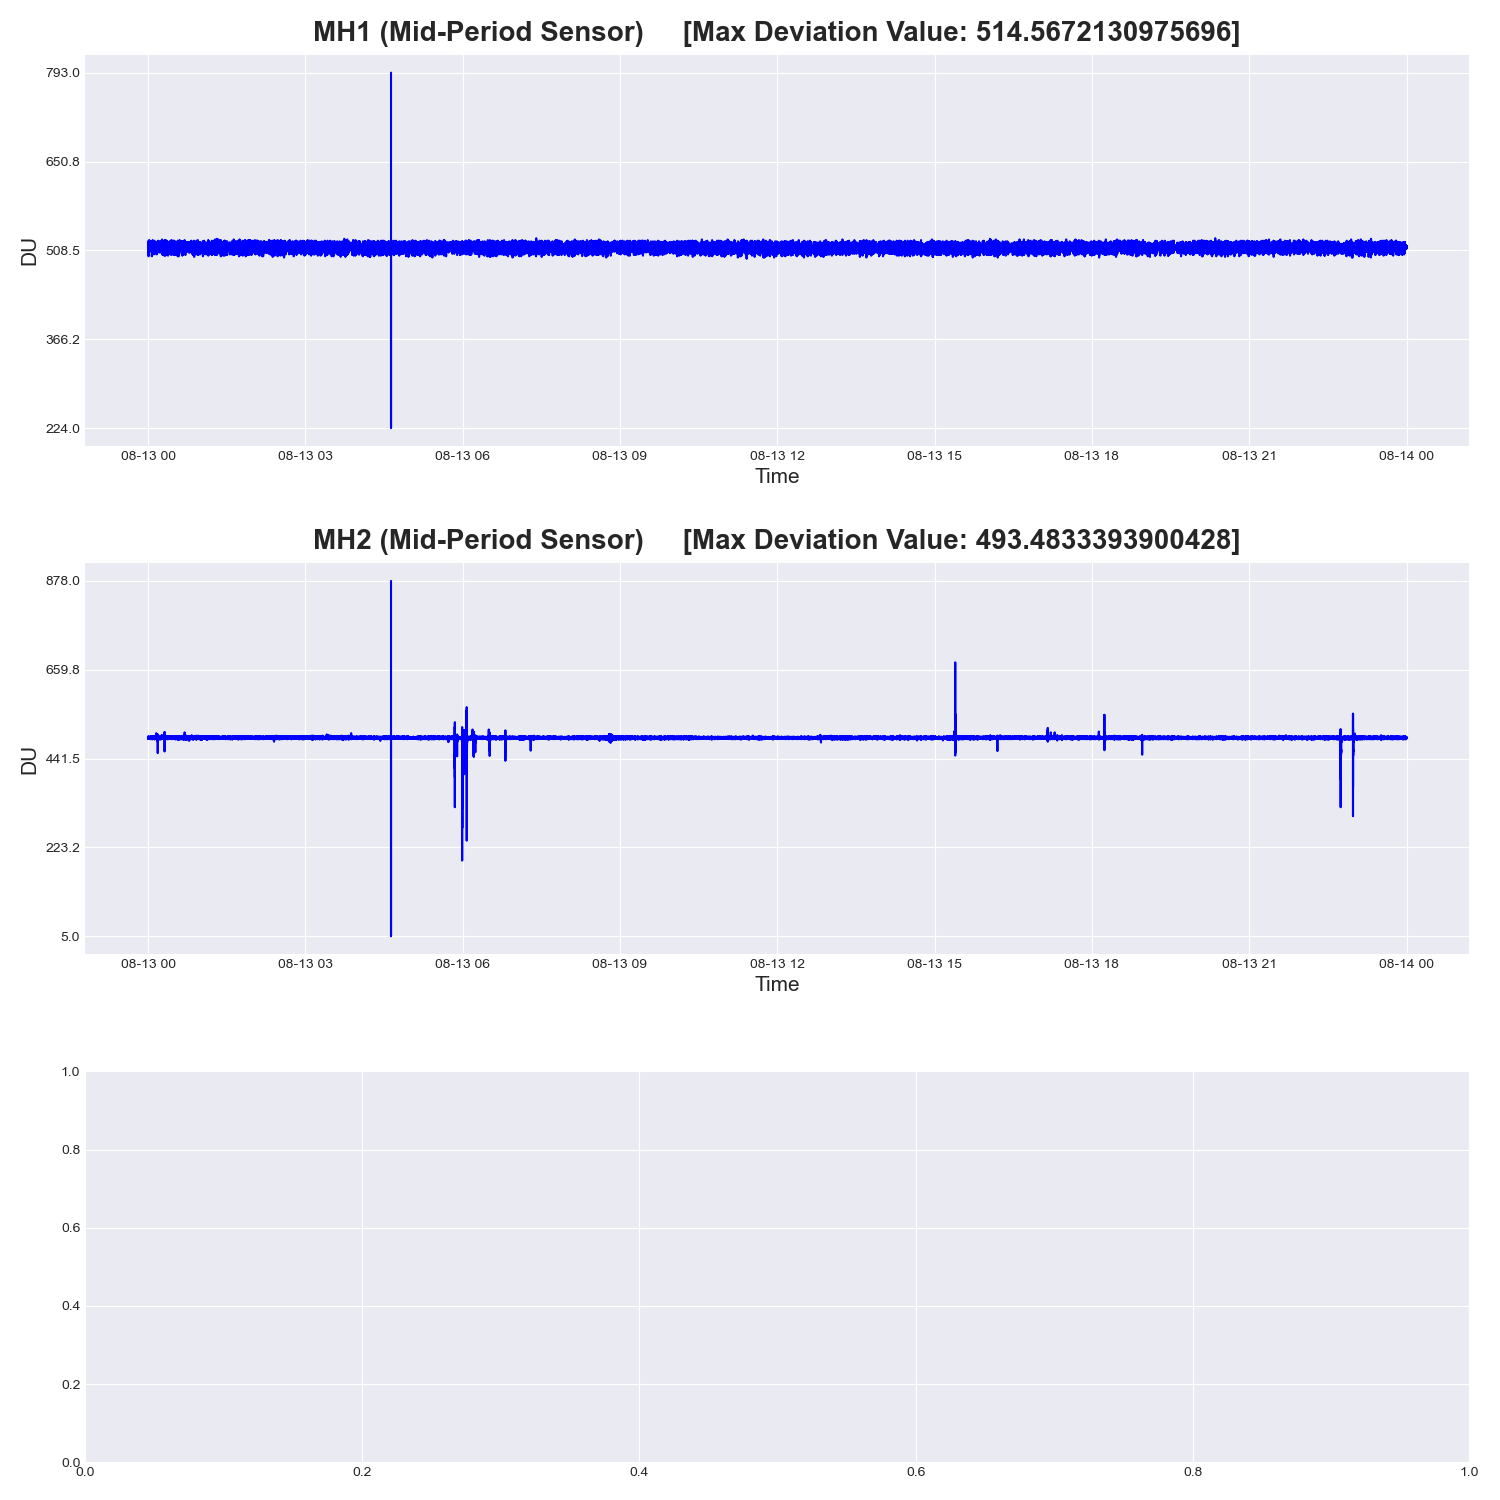 MH1 (Mid-Period Sensor) [Max Deviation Value: 514.5672130975696]
793.0
650.8
508.5
366.2
224.0
DU
08-13 00 08-13 03 08-13 06 08-13 09 08-13 12 08-13 15 08-13 18 08-13 21 08-14 00
Time
MH2 (Mid-Period Sensor) [Max Deviation Value: 493.4833393900428]
878.0
659.8
441.5
223.2
5.0
DU
08-13 00 08-13 03 08-13 06 08-13 09 08-13 12 08-13 15 08-13 18 08-13 21 08-14 00
Time
1.0
0.8
0.6
0.4
0.2
0.0
0.0 0.2 0.4 0.6 0.8 1.0